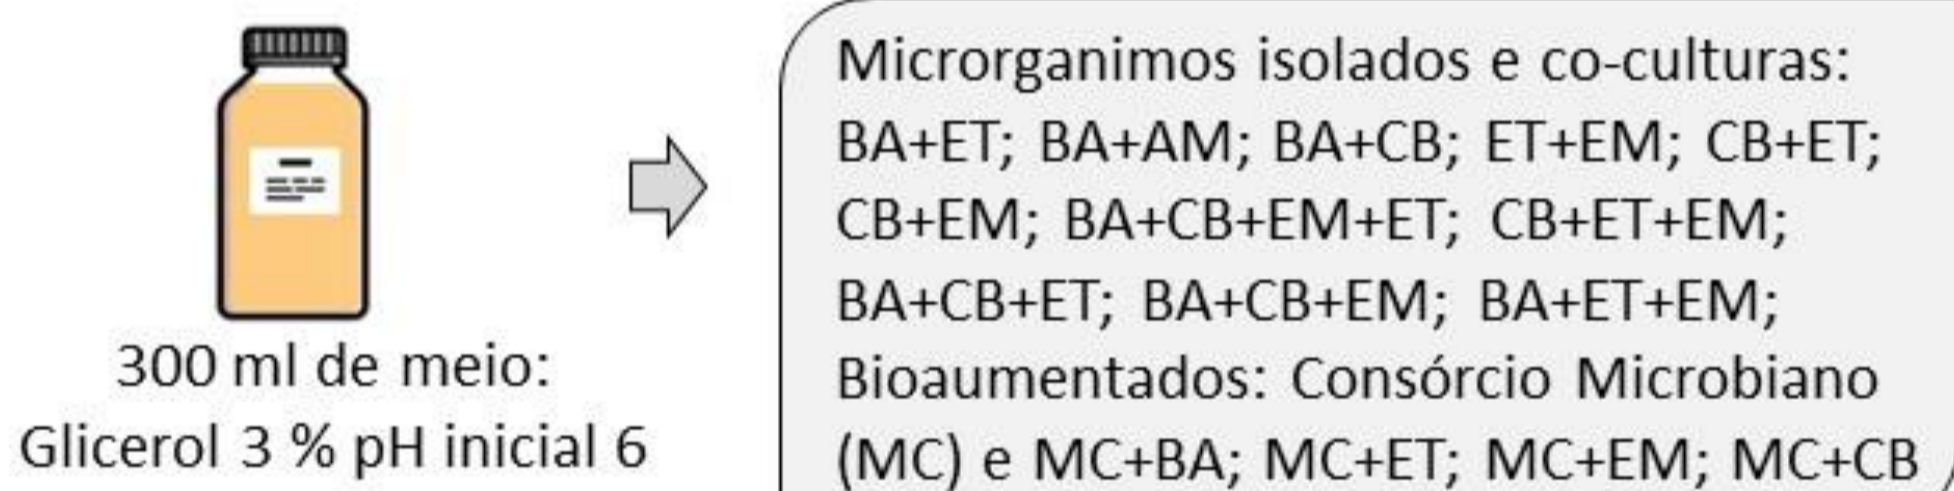 300 ml de meio:
Glicerol 3 % pH inicial 6
Microrganimos isolados e co-culturas:
BA+ET; BA+AM; BA+CB; ET+EM; CB+ET;
CB+EM; BA+CB+EM+ET; CB+ET+EM;
BA+CB+ET; BA+CB+EM; BA+ET+EM;
Bioaumentados: Consórcio Microbiano
(MC) e MC+BA; MC+ET; MC+EM; MC+CB